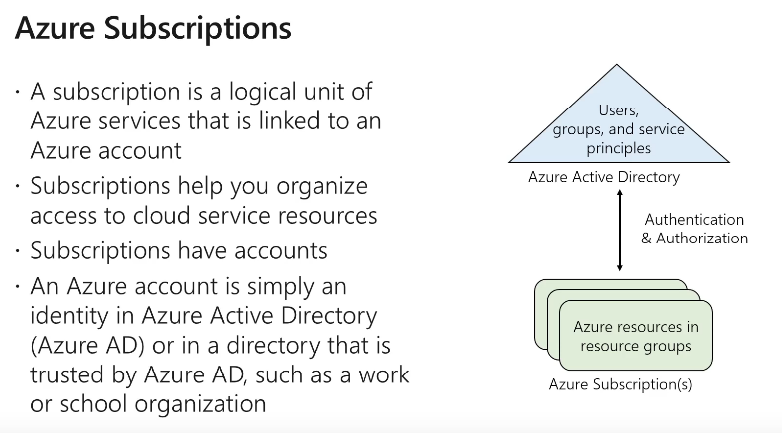 Azure Subscriptions
· A subscription is a logical unit of
Azure services that is linked to an
Azure account
· Subscriptions help you organize
access to cloud service resources
· Subscriptions have accounts
· An Azure account is simply an
identity in Azure Active Directory
(Azure AD) or in a directory that is
trusted by Azure AD, such as a work
or school organization
Users,
groups, and service
principles
Azure Active Directory
Authentication
& Authorization
Azure resources in
resource groups
Azure Subscription(s)